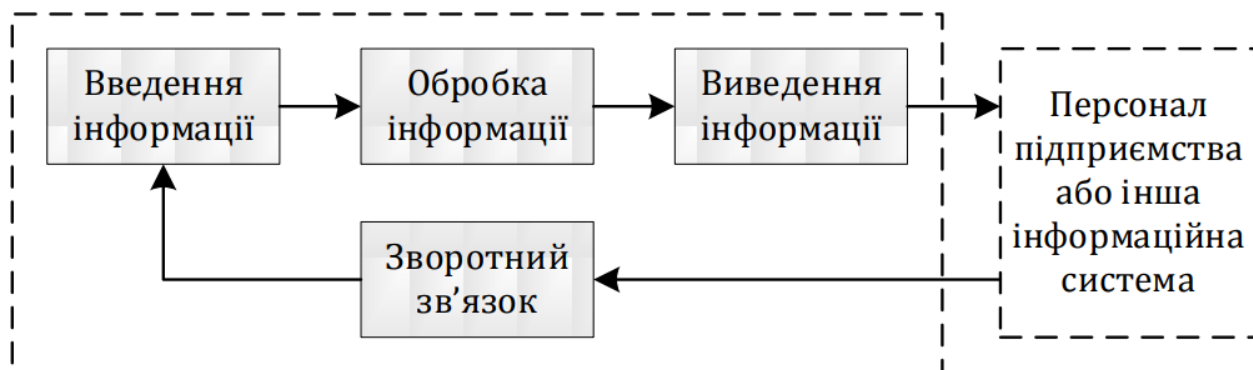 Введення
інформації
Обробка
інформації
Виведення
інформації
Персонал
підприємства
або інша
інформаційна
система
Зворотний
зв’язок